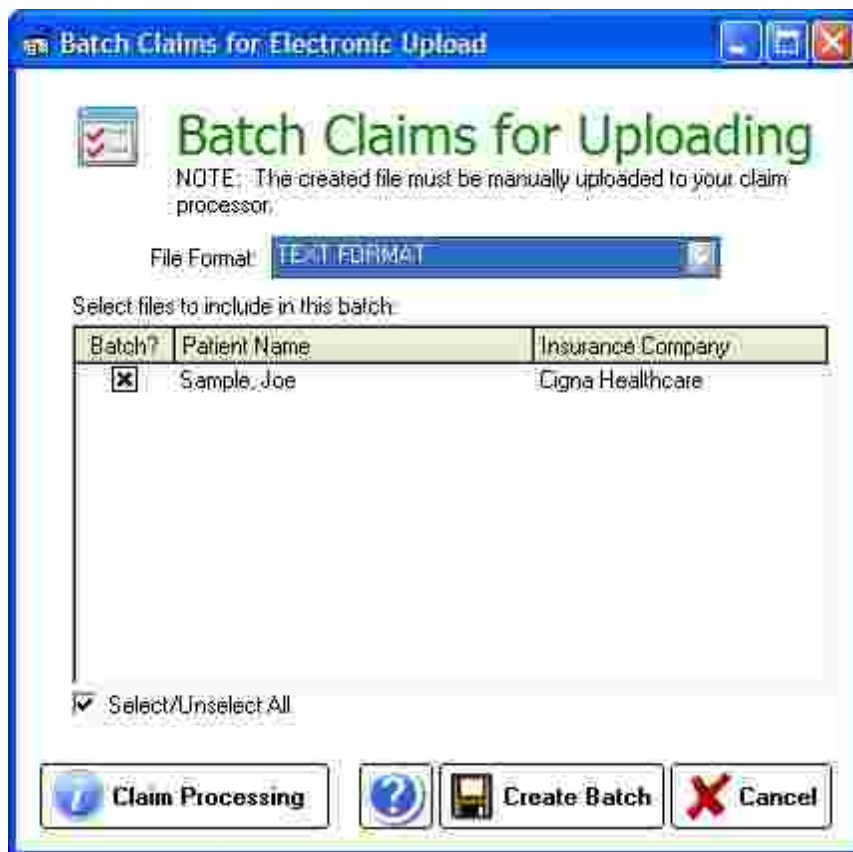 Batch Claims for Electronic Upload
Batch Claims for Uploading
NOTE: The created file must be manually uploaded to your claim
processor.
File Format: TEXT FORMAT
Select files to include in this batch:
Batch? Patient Name Insurance Company
Sample, Joe Cigna Healthcare
Select/Unselect All
Claim Processing Create Batch Cancel